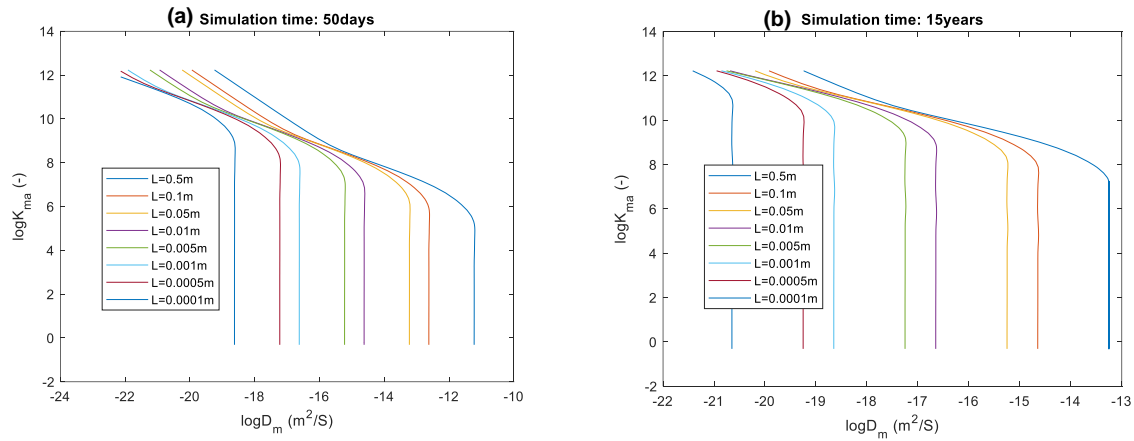 (a) Simulation time: 50days
14
12
10
8
6
4
2
0
-2
-24
-22
-20
-18
-16
-14
-12
-10
logK_ma (-)
logD_m (m^2/S)
L=0.5m
L=0.1m
L=0.05m
L=0.01m
L=0.005m
L=0.001m
L=0.0005m
L=0.0001m
(b) Simulation time: 15years
14
12
10
8
6
4
2
0
-2
-22
-21
-20
-19
-18
-17
-16
-15
-14
-13
logK_ma (-)
logD_m (m^2/S)
L=0.5m
L=0.1m
L=0.05m
L=0.01m
L=0.005m
L=0.001m
L=0.0005m
L=0.0001m